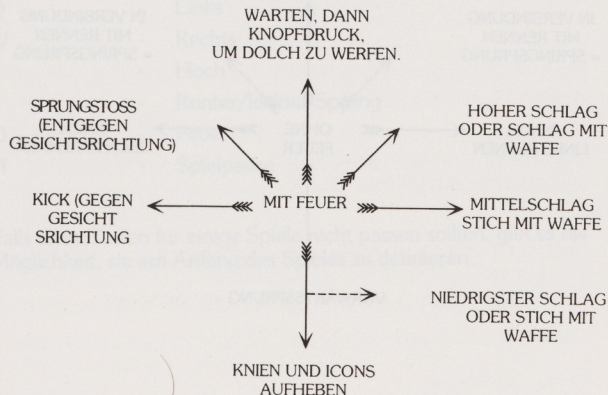 WARTEN, DANN
KNOPFDRUCK,
UM DOLCH ZU WERFEN.
SPRUNGSTOSS
(ENTGEGEN
GESICHTSRICHTUNG)
HOHER SCHLAG
ODER SCHLAG MIT
WAFFE
KICK (GEGEN
GESICHT
SRICHTUNG
MIT FEUER
MITTELSCHLAG
STICH MIT WAFFE
NIEDRIGSTER SCHLAG
ODER STICH MIT
WAFFE
KNIEN UND ICONS
AUFHEBEN